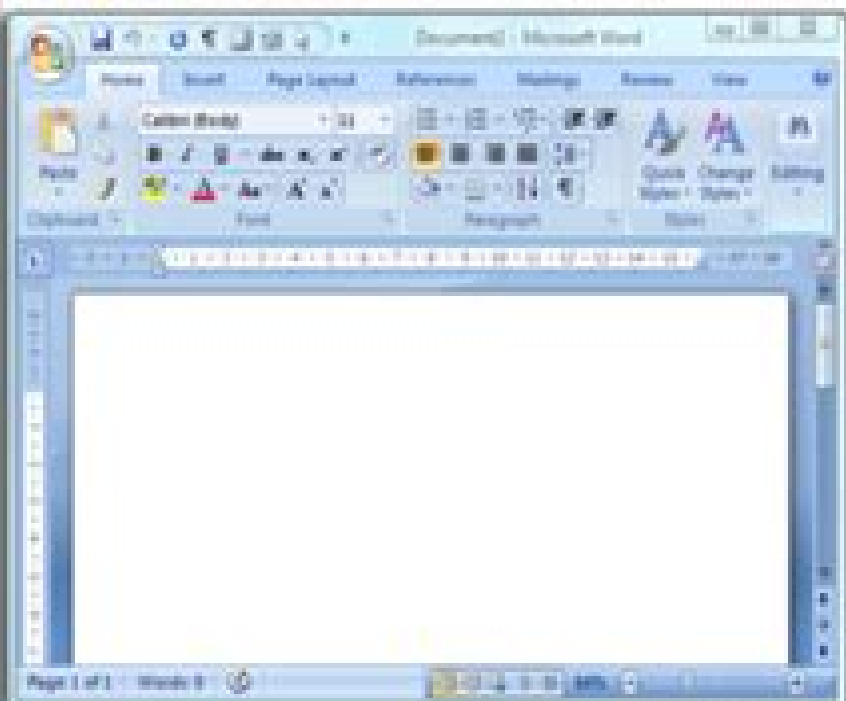 Document2 - Microsoft Word
Home Insert Page Layout References Mailings Review View
Calibri (Body) 11
Paste
Quick Styles Change Styles Editing
Clipboard Font Paragraph Styles
Page 1 of 1 Words: 0